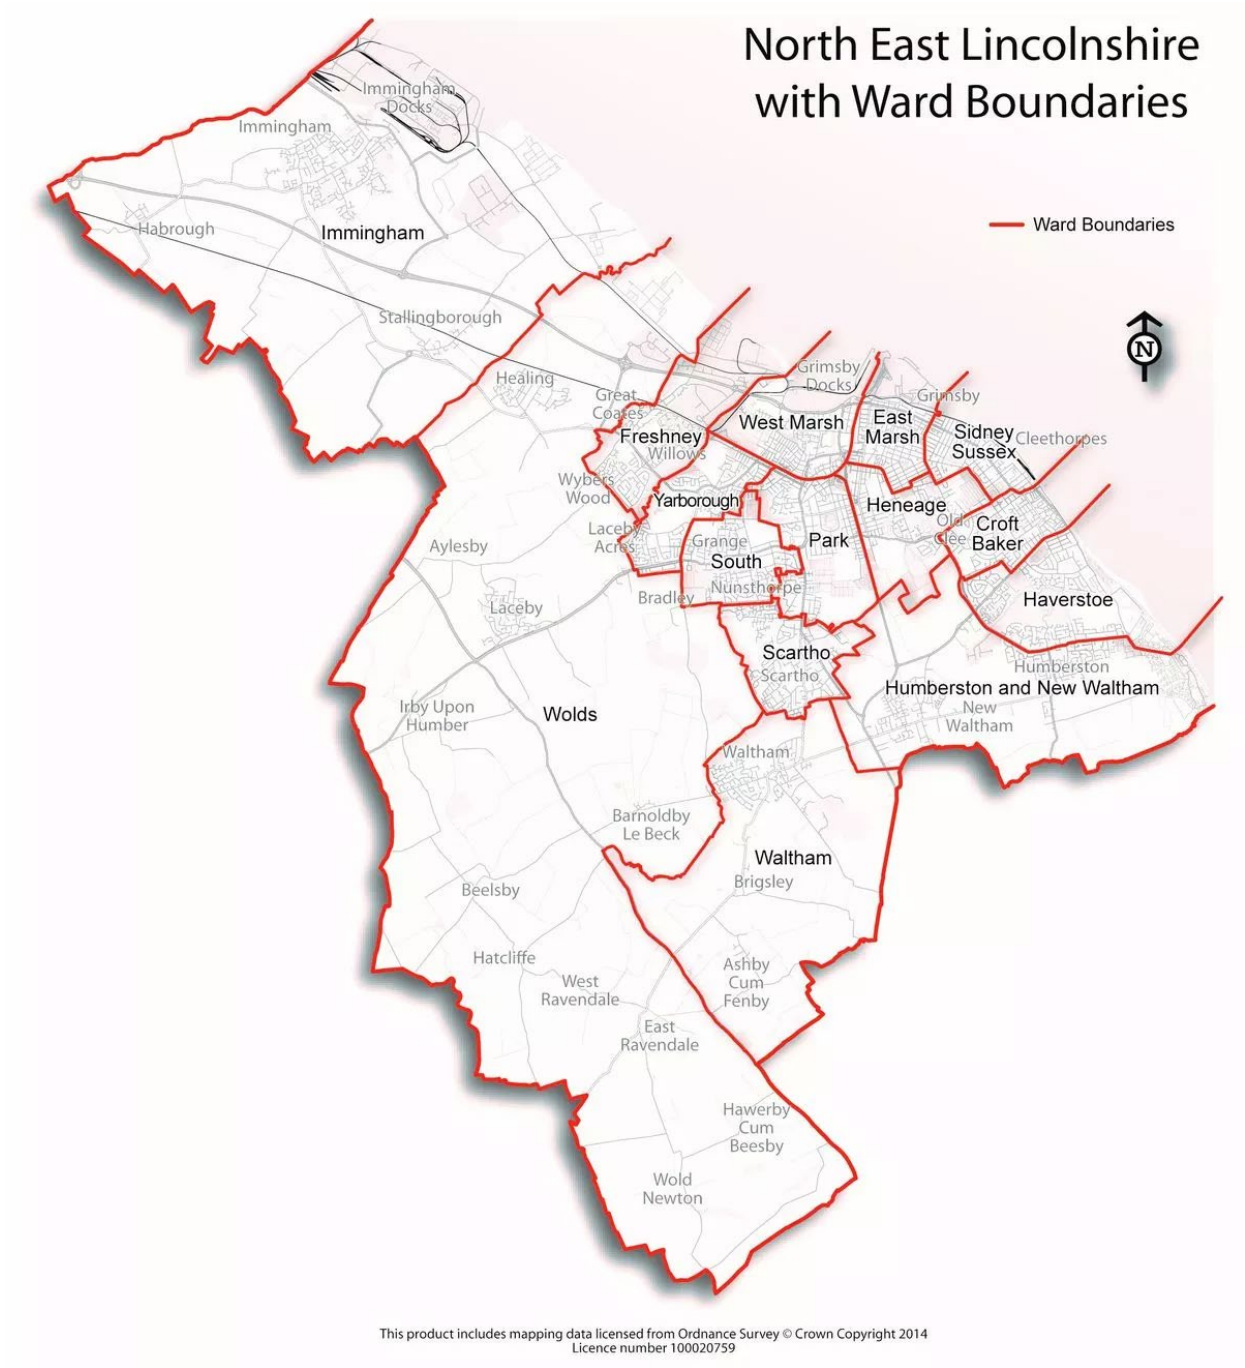 North East Lincolnshire
with Ward Boundaries
Ward Boundaries
N
Immingham
Docks
Immingham
Habrough
Immingham
Stallingborough
Healing
Great
Coates
Grimsby
Docks
Grimsby
West Marsh
East
Marsh
Sidney
Sussex
Cleethorpes
Freshney
Willows
Wybers
Wood
Yarborough
Heneage
Laceby
Acres
Old
Clee
Croft
Baker
Grange
South
Park
Nunsthorpe
Bradley
Aylesby
Laceby
Haverstoe
Scartho
Scartho
Humberston
Humberston and New Waltham
New
Waltham
Irby Upon
Humber
Wolds
Waltham
Barnoldby
Le Beck
Waltham
Brigsley
Beelsby
Hatcliffe
West
Ravendale
Ashby
Cum
Fenby
East
Ravendale
Hawerby
Cum
Beesby
Wold
Newton
This product includes mapping data licensed from Ordnance Survey © Crown Copyright 2014
Licence number 100020759